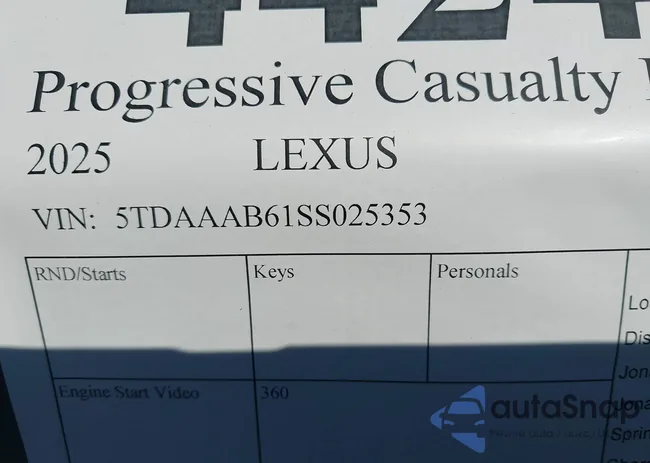 4424
Progressive Casualty
2025 LEXUS
VIN: 5TDAAAB61SS025353
RND/Starts Keys Personals
Lo
Dis
Jon
Engine Start Video 360
autaSnap
Sprin